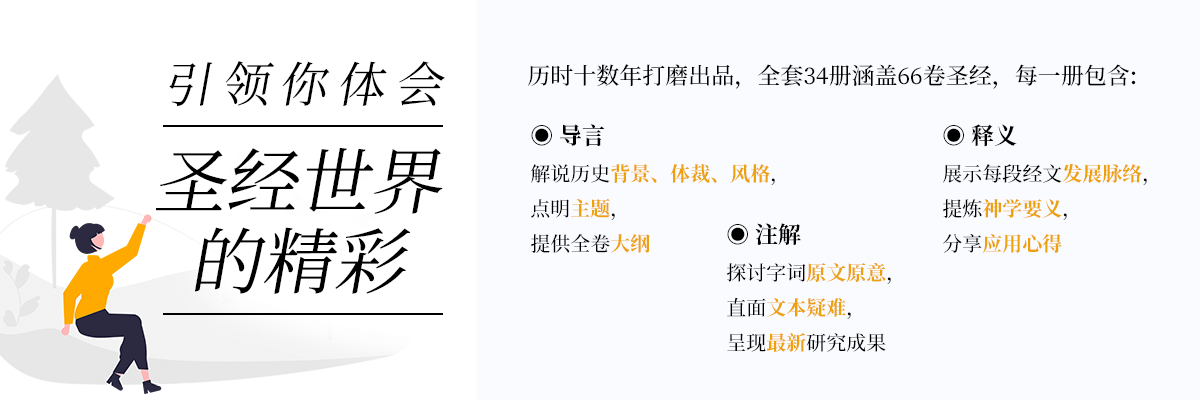 引领你体会
圣经世界
的精彩
历时十数年打磨出品，全套34册涵盖66卷圣经，每一册包含：
导言
解说历史背景、体裁、风格，
点明主题，
提供全卷大纲
注解
探讨字词原文原意，
直面文本疑难，
呈现最新研究成果
释义
展示每段经文发展脉络，
提炼神学要义，
分享应用心得